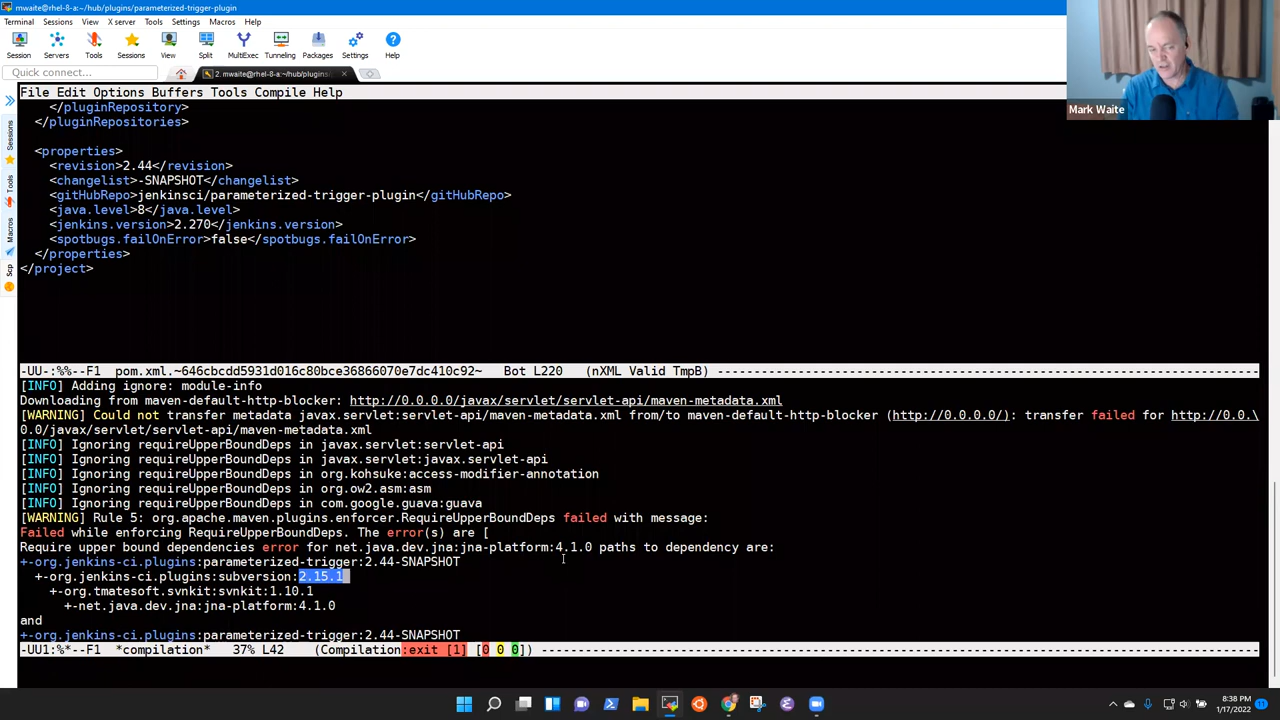 mwaite@rhel-8-a:~/hub/plugins/parameterized-trigger-plugin
Terminal Sessions View X server Tools Settings Macros Help
Session Servers Tools Sessions View Split MultiExec Tunneling Packages Settings Help
Quick connect...
2. mwaite@rhel-8-a:~/hub/plugins/
Mark Waite
File Edit Options Buffers Tools Compile Help
</pluginRepository>
</pluginRepositories>
<properties>
<revision>2.44</revision>
<changelist>-SNAPSHOT</changelist>
<gitHubRepo>jenkinsci/parameterized-trigger-plugin</gitHubRepo>
<java.level>8</java.level>
<jenkins.version>2.270</jenkins.version>
<spotbugs.failOnError>false</spotbugs.failOnError>
</properties>
</project>
Sessions
Tools
Macros
Scp
-UU-:%%--F1 pom.xml.~646cbcdd5931d016c80bce36866070e7dc410c92~ Bot L220 (nXML Valid TmpB)
[INFO] Adding ignore: module-info
Downloading from maven-default-http-blocker: http://0.0.0.0/javax/servlet/servlet-api/maven-metadata.xml
[WARNING] Could not transfer metadata javax.servlet:servlet-api/maven-metadata.xml from/to maven-default-http-blocker (http://0.0.0.0/): transfer failed for http://0.0.\
0.0/javax/servlet/servlet-api/maven-metadata.xml
[INFO] Ignoring requireUpperBoundDeps in javax.servlet:servlet-api
[INFO] Ignoring requireUpperBoundDeps in javax.servlet:javax.servlet-api
[INFO] Ignoring requireUpperBoundDeps in org.kohsuke:access-modifier-annotation
[INFO] Ignoring requireUpperBoundDeps in org.ow2.asm:asm
[INFO] Ignoring requireUpperBoundDeps in com.google.guava:guava
[WARNING] Rule 5: org.apache.maven.plugins.enforcer.RequireUpperBoundDeps failed with message:
Failed while enforcing RequireUpperBoundDeps. The error(s) are [
Require upper bound dependencies error for net.java.dev.jna:jna-platform:4.1.0 paths to dependency are:
+-org.jenkins-ci.plugins:parameterized-trigger:2.44-SNAPSHOT
+-org.jenkins-ci.plugins:subversion:2.15.1
+-org.tmatesoft.svnkit:svnkit:1.10.1
+-net.java.dev.jna:jna-platform:4.1.0
and
+-org.jenkins-ci.plugins:parameterized-trigger:2.44-SNAPSHOT
-UU1:%*--F1 *compilation* 37% L42 (Compilation:exit [1] [0 0 0])
8:38 PM
1/17/2022